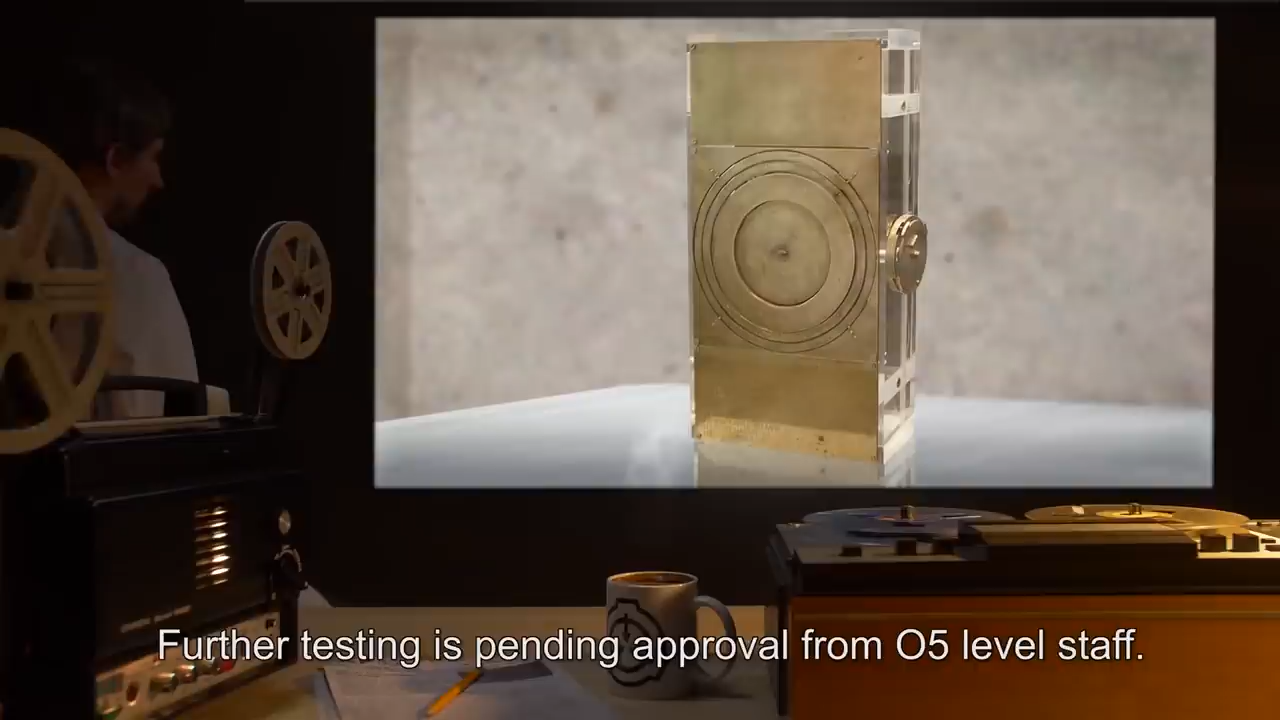 Further testing is pending approval from O5 level staff.